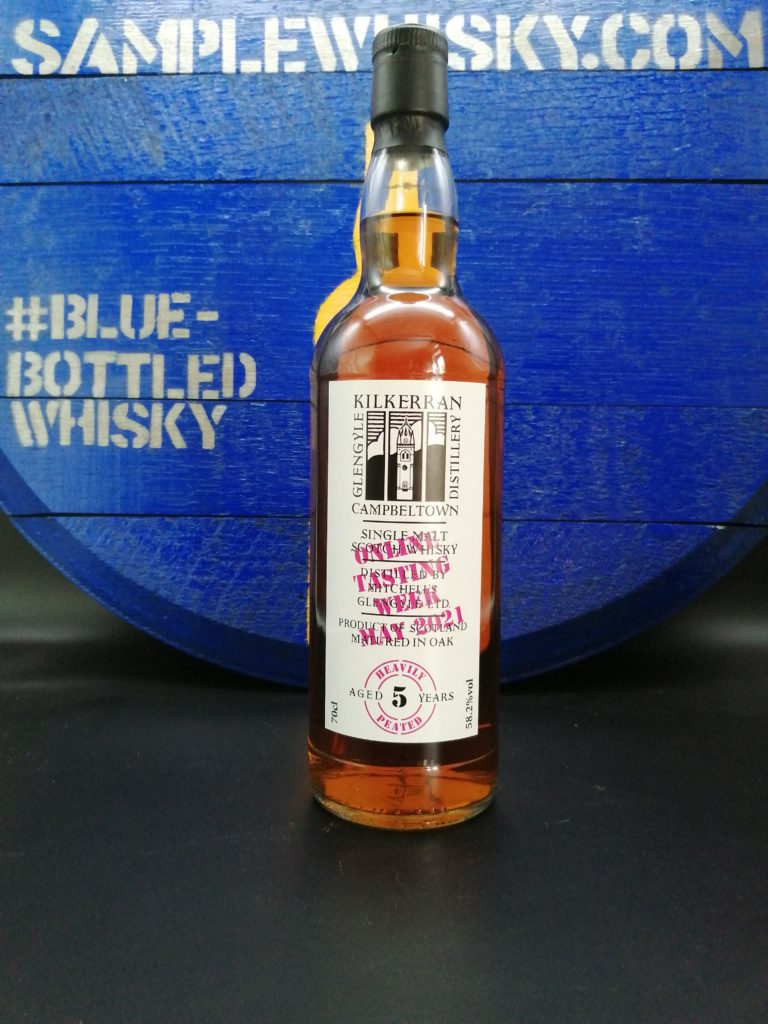 SAMPLEWHISKY.COM
#BLUE-
BOTTLED
WHISKY
KILKERRAN
GLENGYLE
DISTILLERY
CAMPBELTOWN
SINGLE MALT
SCOTCH WHISKY
DISTILLED BY
MITCHELL'S
GLENGYLE LTD
PRODUCT OF SCOTLAND
MATURED IN OAK
ONLINE
TASTING
WEEK
MAY 2021
HEAVILY
AGED 5 YEARS
PEATED
70cl
58.2%vol